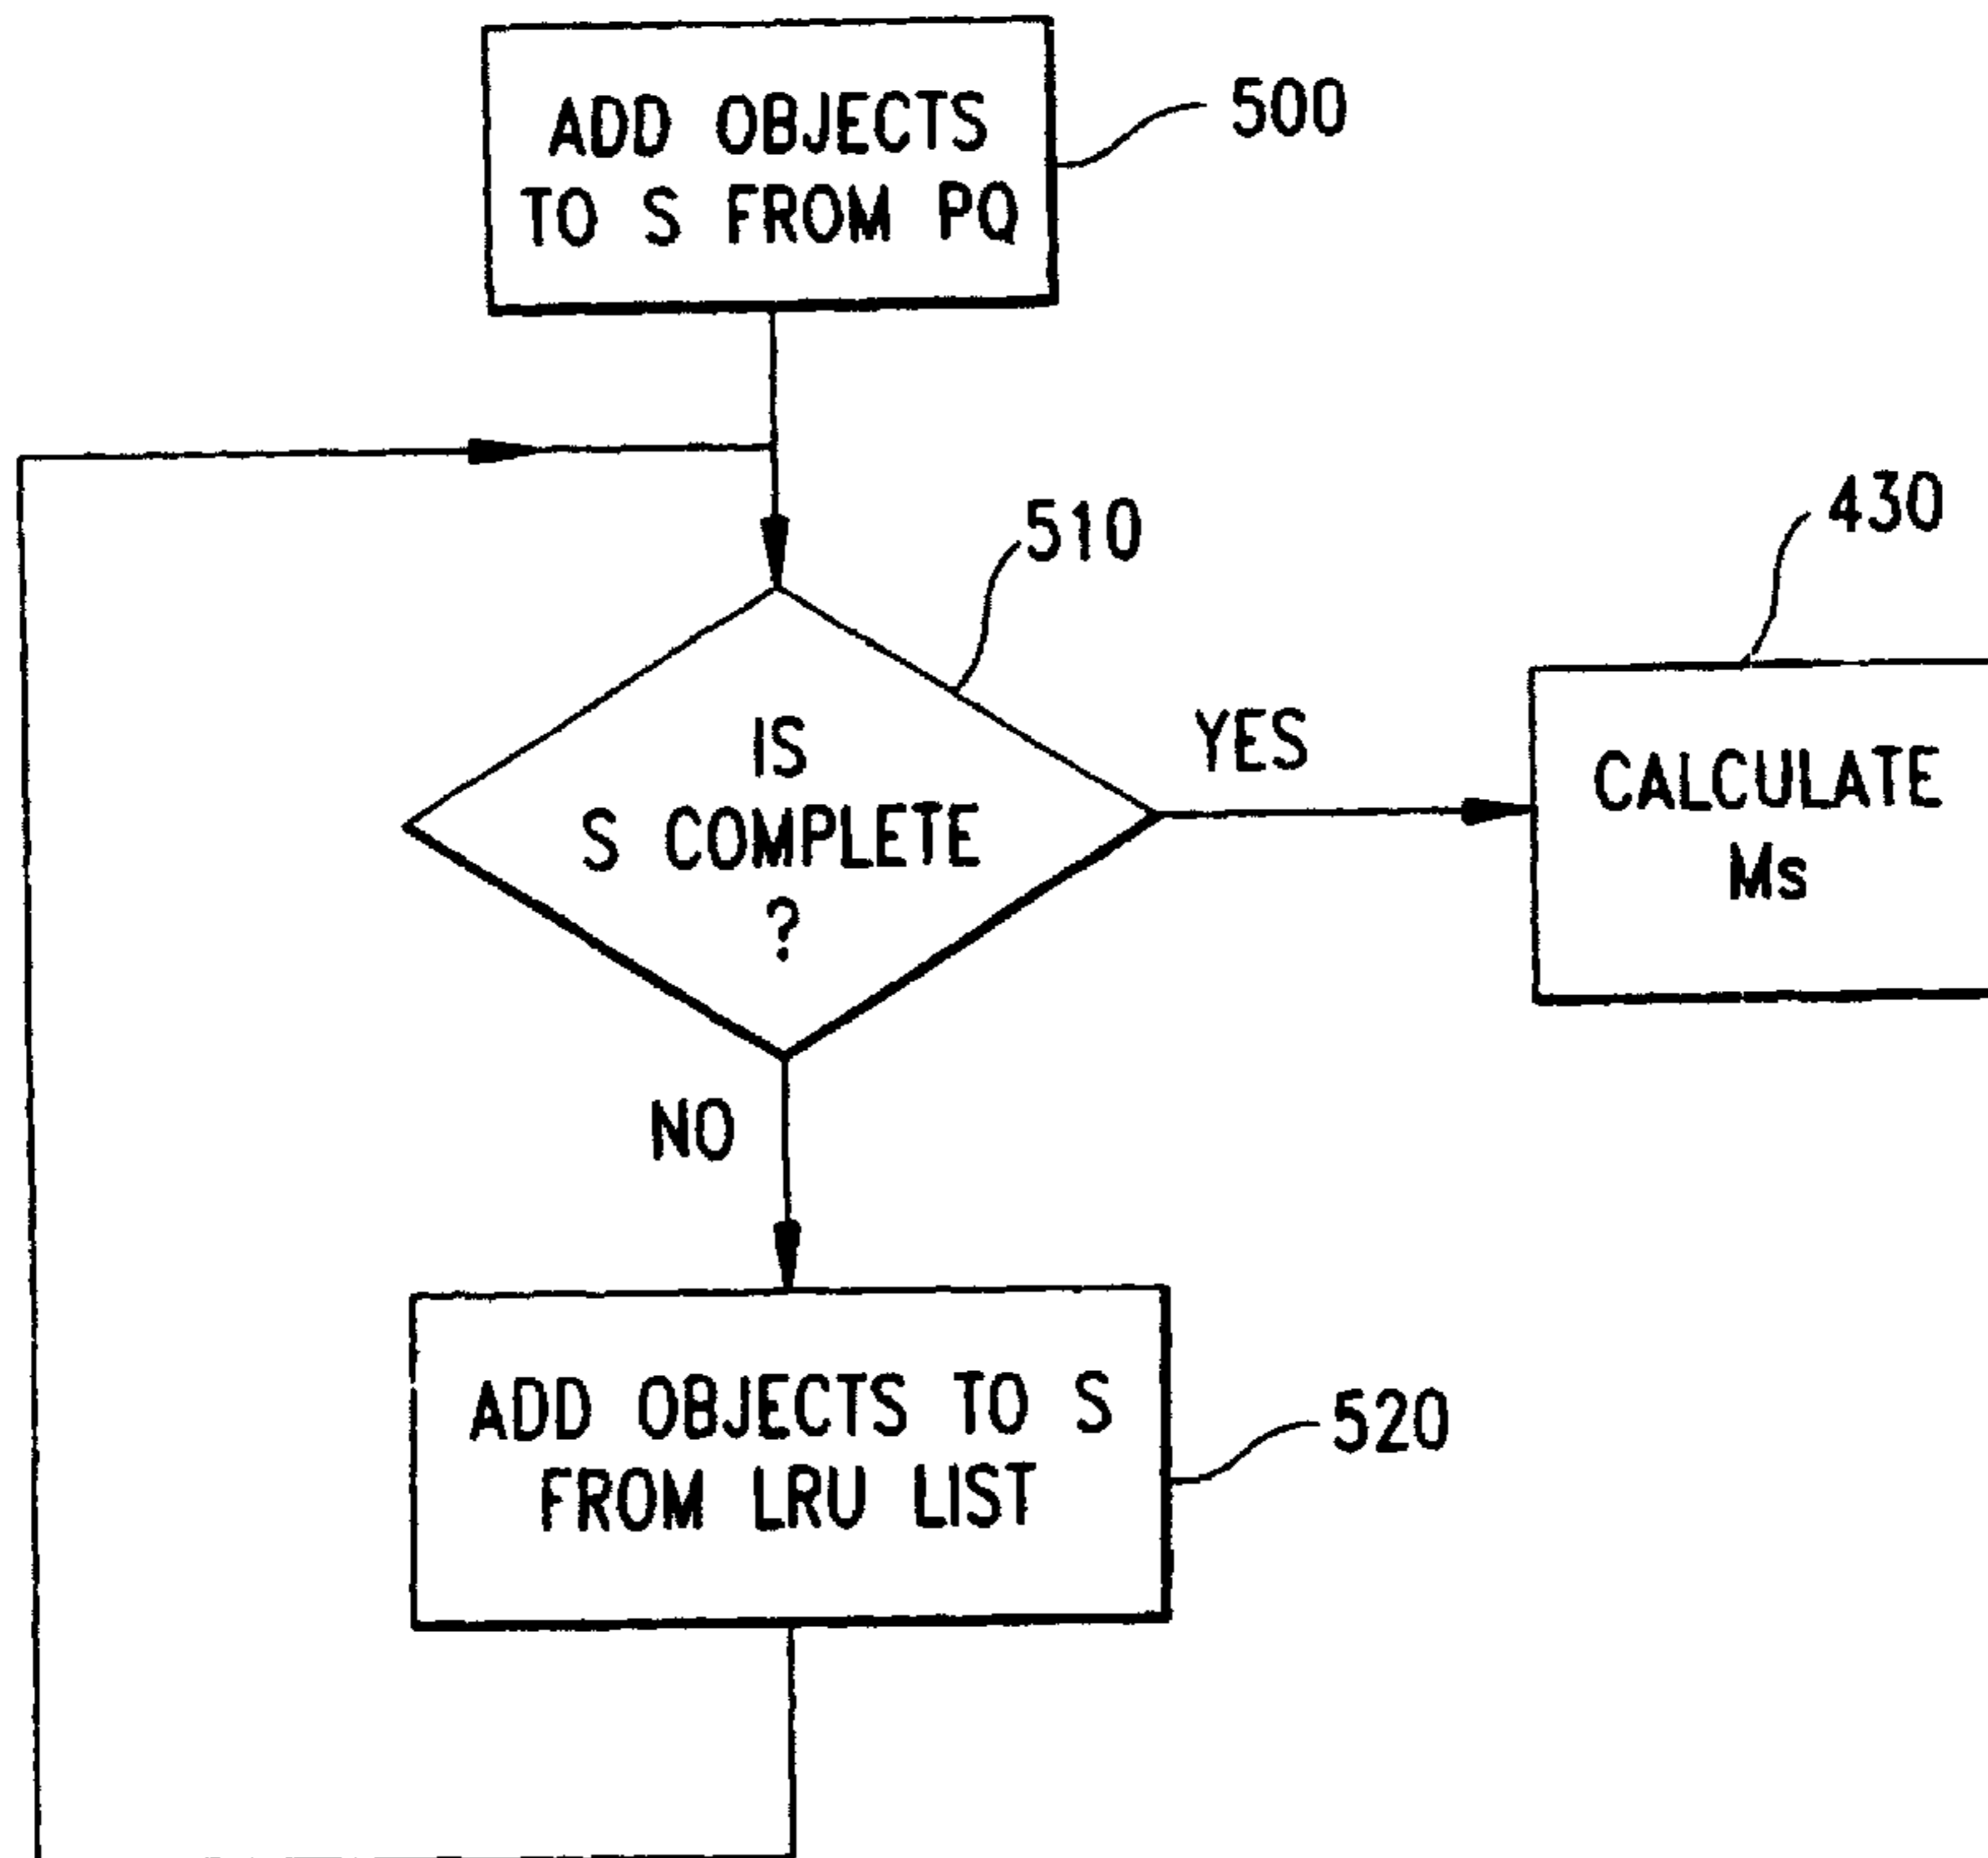 ADD OBJECTS
TO S FROM PQ
500
510
430
IS
S COMPLETE
?
YES
CALCULATE
Ms
NO
ADD OBJECTS TO S
FROM LRU LIST
520